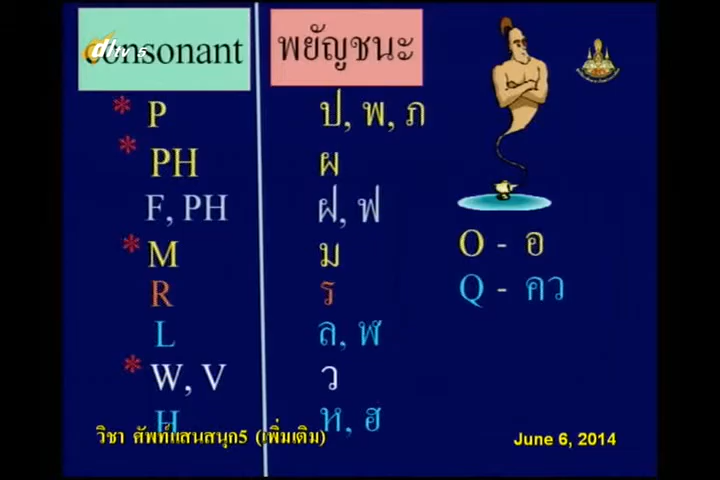 consonant พยัญชนะ
dltv 5
* P ป, พ, ภ
* PH ผ
F, PH ฝ, ฟ
* M ม
R ร
L ล, ฬ
* W, V ว
H ห, ฮ
O - อ
Q - คว
วิชา ศัพท์แสนสนุก5 (เพิ่มเติม)
June 6, 2014